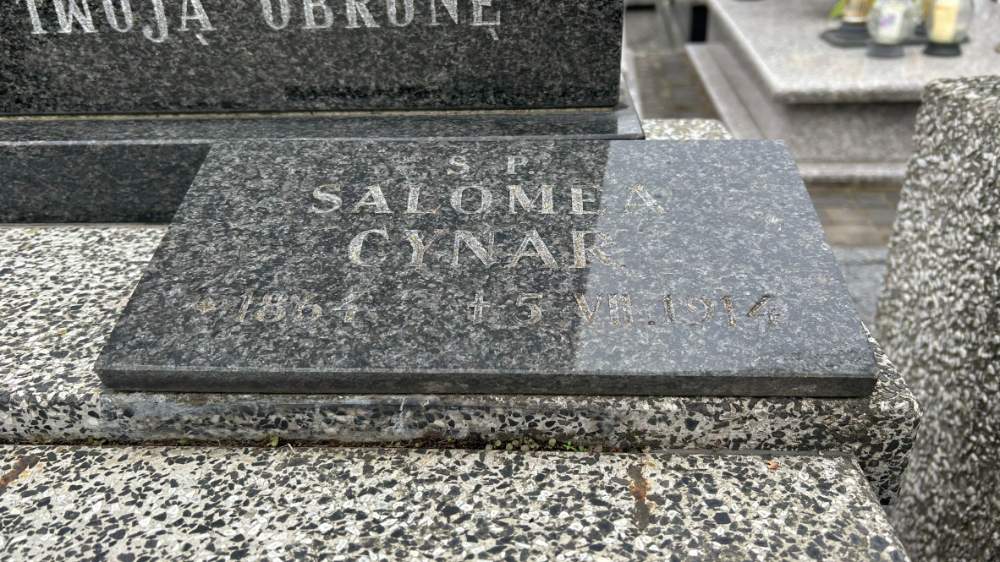 TWOJĄ OBRONĘ
S P
SALOMEA
CYNAR
* 1864 † 5 VII.1914